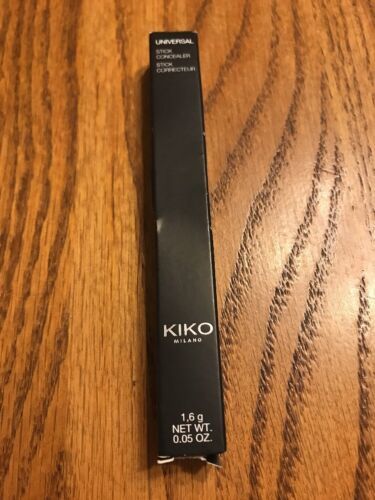 UNIVERSAL
STICK
CONCEALER
STICK
CORRECTEUR
KIKO
MILANO
1,6 g
NET WT.
0.05 OZ.